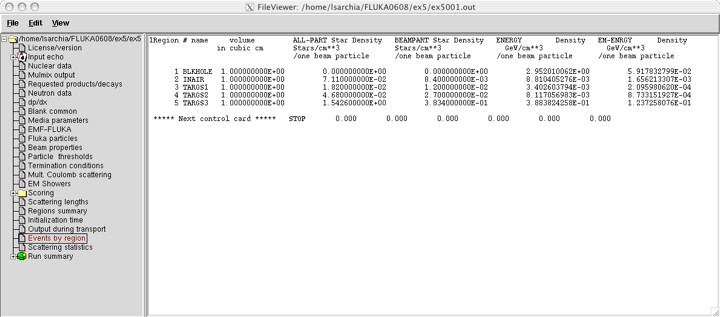 FileViewer: /home/lsarchia/FLUKA0608/ex5/ex5001.out
File Edit View
/home/lsarchia/FLUKA0608/ex5/ex5
License/version
Input echo
Nuclear data
Mulmix output
Requested products/decays
Neutron data
dp/dx
Blank common
Media parameters
EMF-FLUKA
Fluka particles
Beam properties
Particle thresholds
Termination conditions
Mult. Coulomb scattering
EM Showers
Scoring
Scattering lengths
Regions summary
Initialization time
Output during transport
Events by region
Scattering statistics
Run summary
1Region # name volume ALL-PART Star Density BEAMPART Star Density ENERGY Density EM-ENRGY Density
in cubic cm Stars/cm**3 Stars/cm**3 GeV/cm**3 GeV/cm**3
/one beam particle /one beam particle /one beam particle /one beam particle
1 BLKHOLE 1.000000000E+00 0.000000000E+00 0.000000000E+00 2.952010062E+00 5.917832799E-02
2 INAIR 1.000000000E+00 7.110000000E-02 8.400000000E-03 8.810405276E-03 1.656213307E-03
3 TARGS1 1.000000000E+00 1.820000000E-02 1.200000000E-02 3.402603794E-03 2.095980620E-04
4 TARGS2 1.000000000E+00 4.680000000E-02 2.700000000E-02 8.117056983E-03 8.733151927E-04
5 TARGS3 1.000000000E+00 1.542600000E+00 3.834000000E-01 3.883824258E-01 1.237258076E-01
***** Next control card ***** STOP 0.000 0.000 0.000 0.000 0.000 0.000